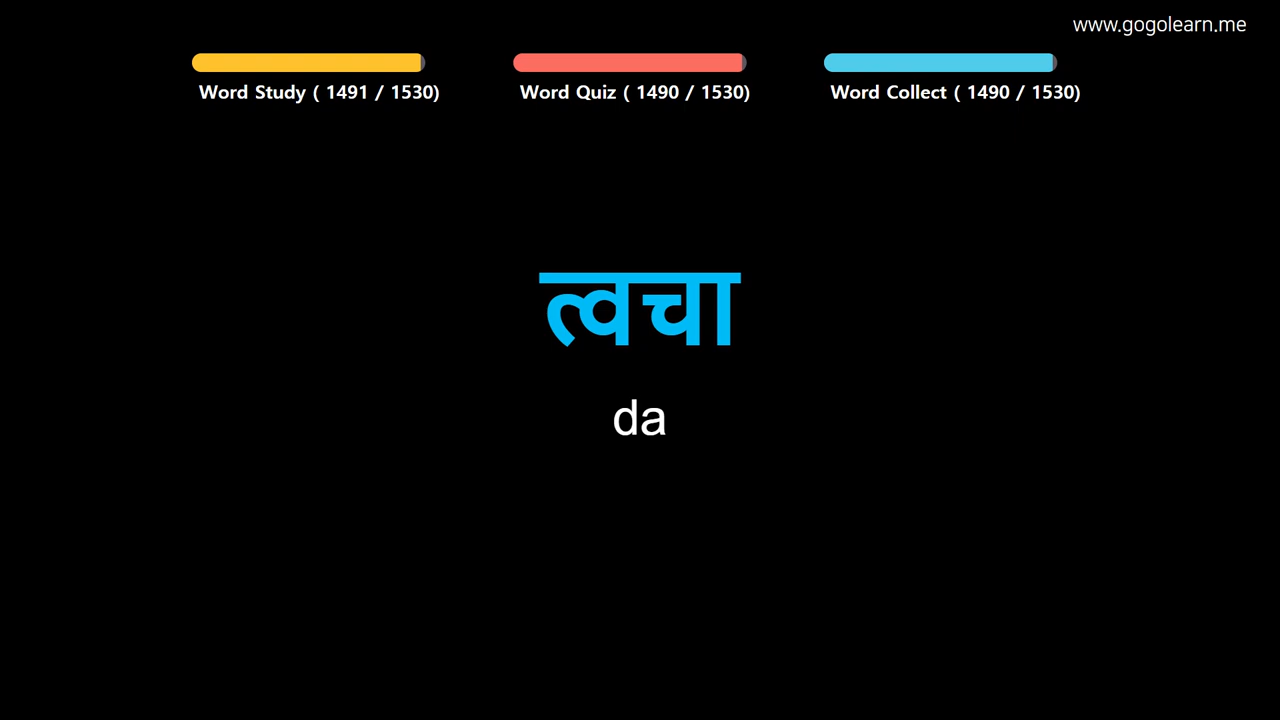 www.gogolearn.me
Word Study ( 1491 / 1530)
Word Quiz ( 1490 / 1530)
Word Collect ( 1490 / 1530)
त्वचा
da